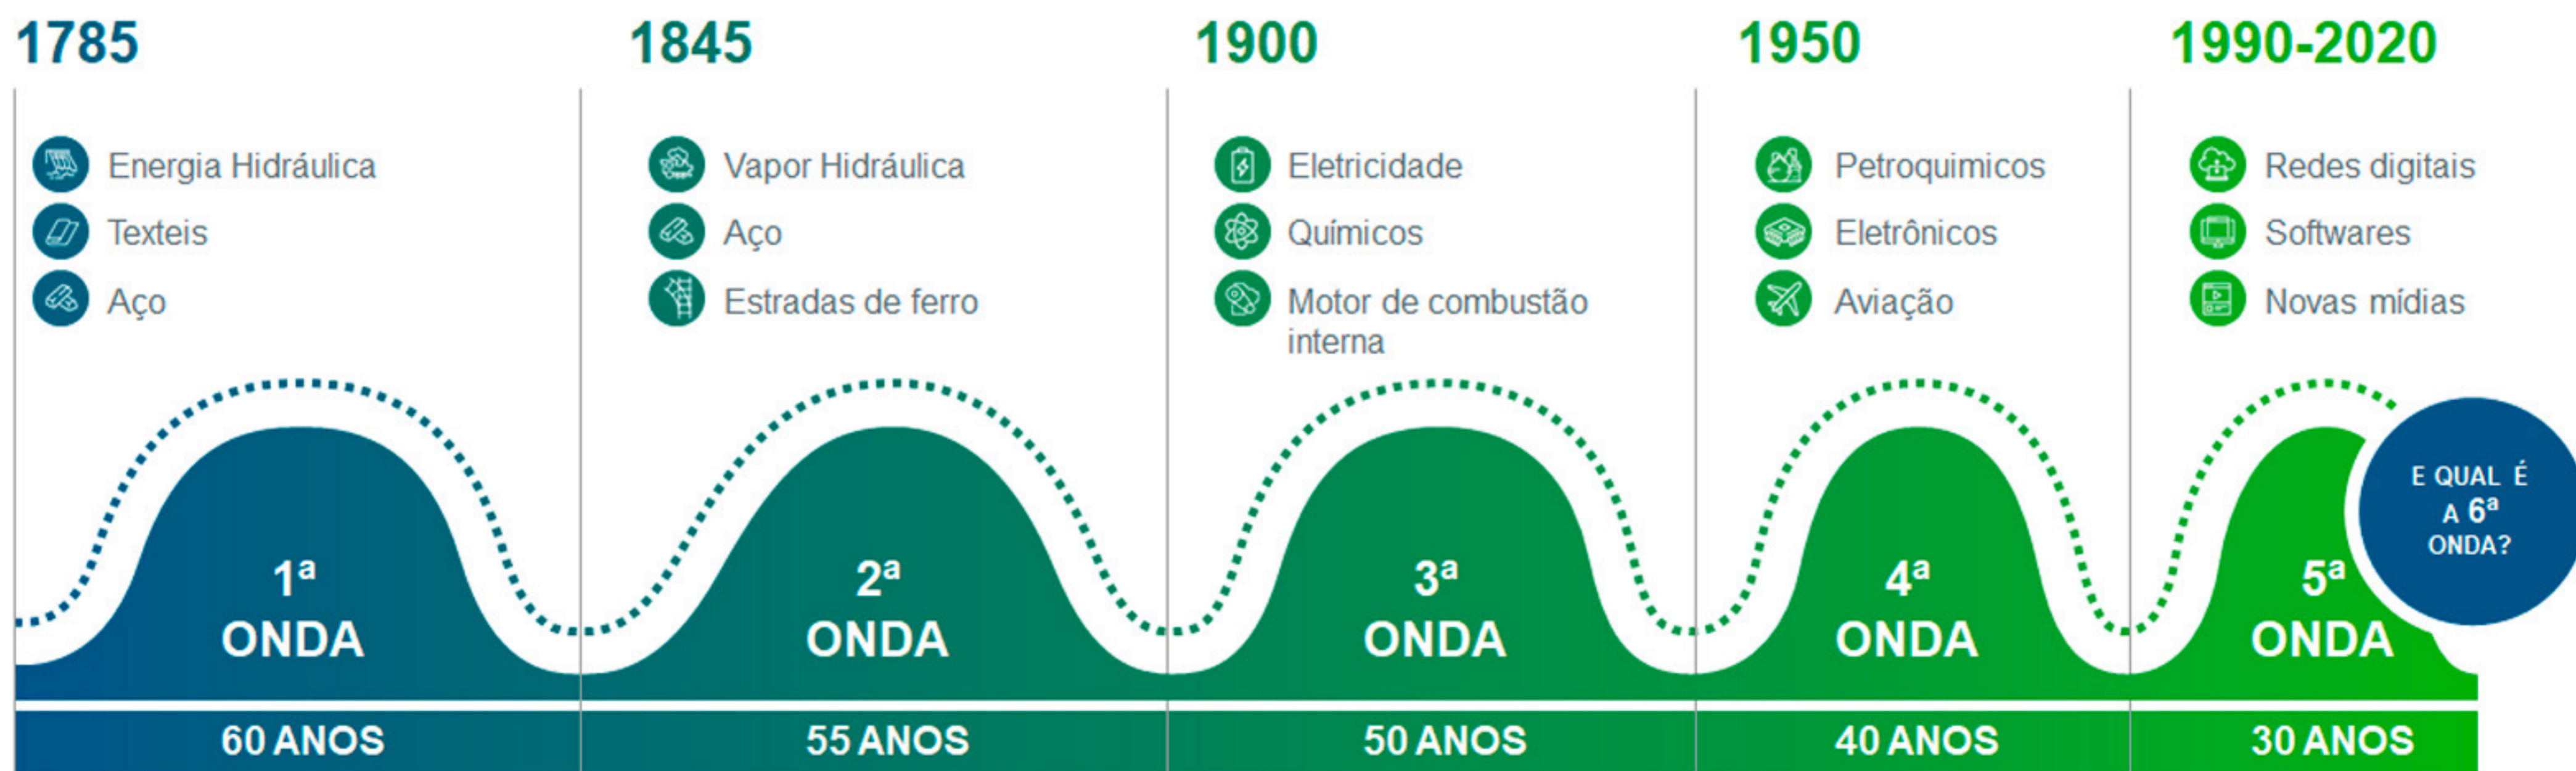 1785
Energia Hidráulica
Texteis
Aço
1ª
ONDA
60 ANOS
1845
Vapor Hidráulica
Aço
Estradas de ferro
2ª
ONDA
55 ANOS
1900
Eletricidade
Químicos
Motor de combustão
interna
3ª
ONDA
50 ANOS
1950
Petroquimicos
Eletrônicos
Aviação
4ª
ONDA
40 ANOS
1990-2020
Redes digitais
Softwares
Novas mídias
5ª
ONDA
30 ANOS
E QUAL É
A 6ª
ONDA?